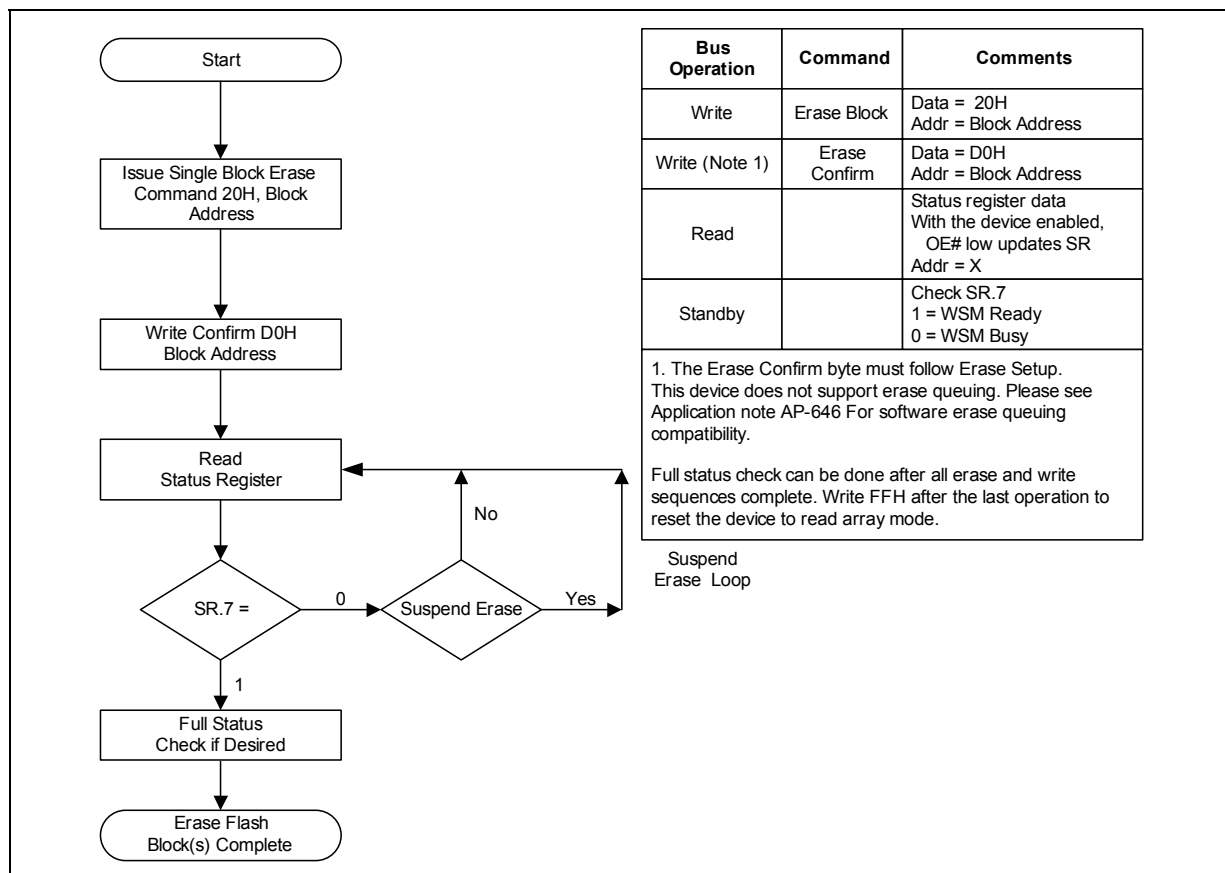 Start
Issue Single Block Erase
Command 20H, Block
Address
Write Confirm D0H
Block Address
Read
Status Register
No
SR.7 =
0
Suspend Erase
Yes
1
Full Status
Check if Desired
Erase Flash
Block(s) Complete
Bus
Operation
Command
Comments
Write
Erase Block
Data = 20H
Addr = Block Address
Write (Note 1)
Erase
Confirm
Data = D0H
Addr = Block Address
Read
Status register data
With the device enabled,
OE# low updates SR
Addr = X
Standby
Check SR.7
1 = WSM Ready
0 = WSM Busy
1. The Erase Confirm byte must follow Erase Setup.
This device does not support erase queuing. Please see
Application note AP-646 For software erase queuing
compatibility.
Full status check can be done after all erase and write
sequences complete. Write FFH after the last operation to
reset the device to read array mode.
Suspend
Erase Loop